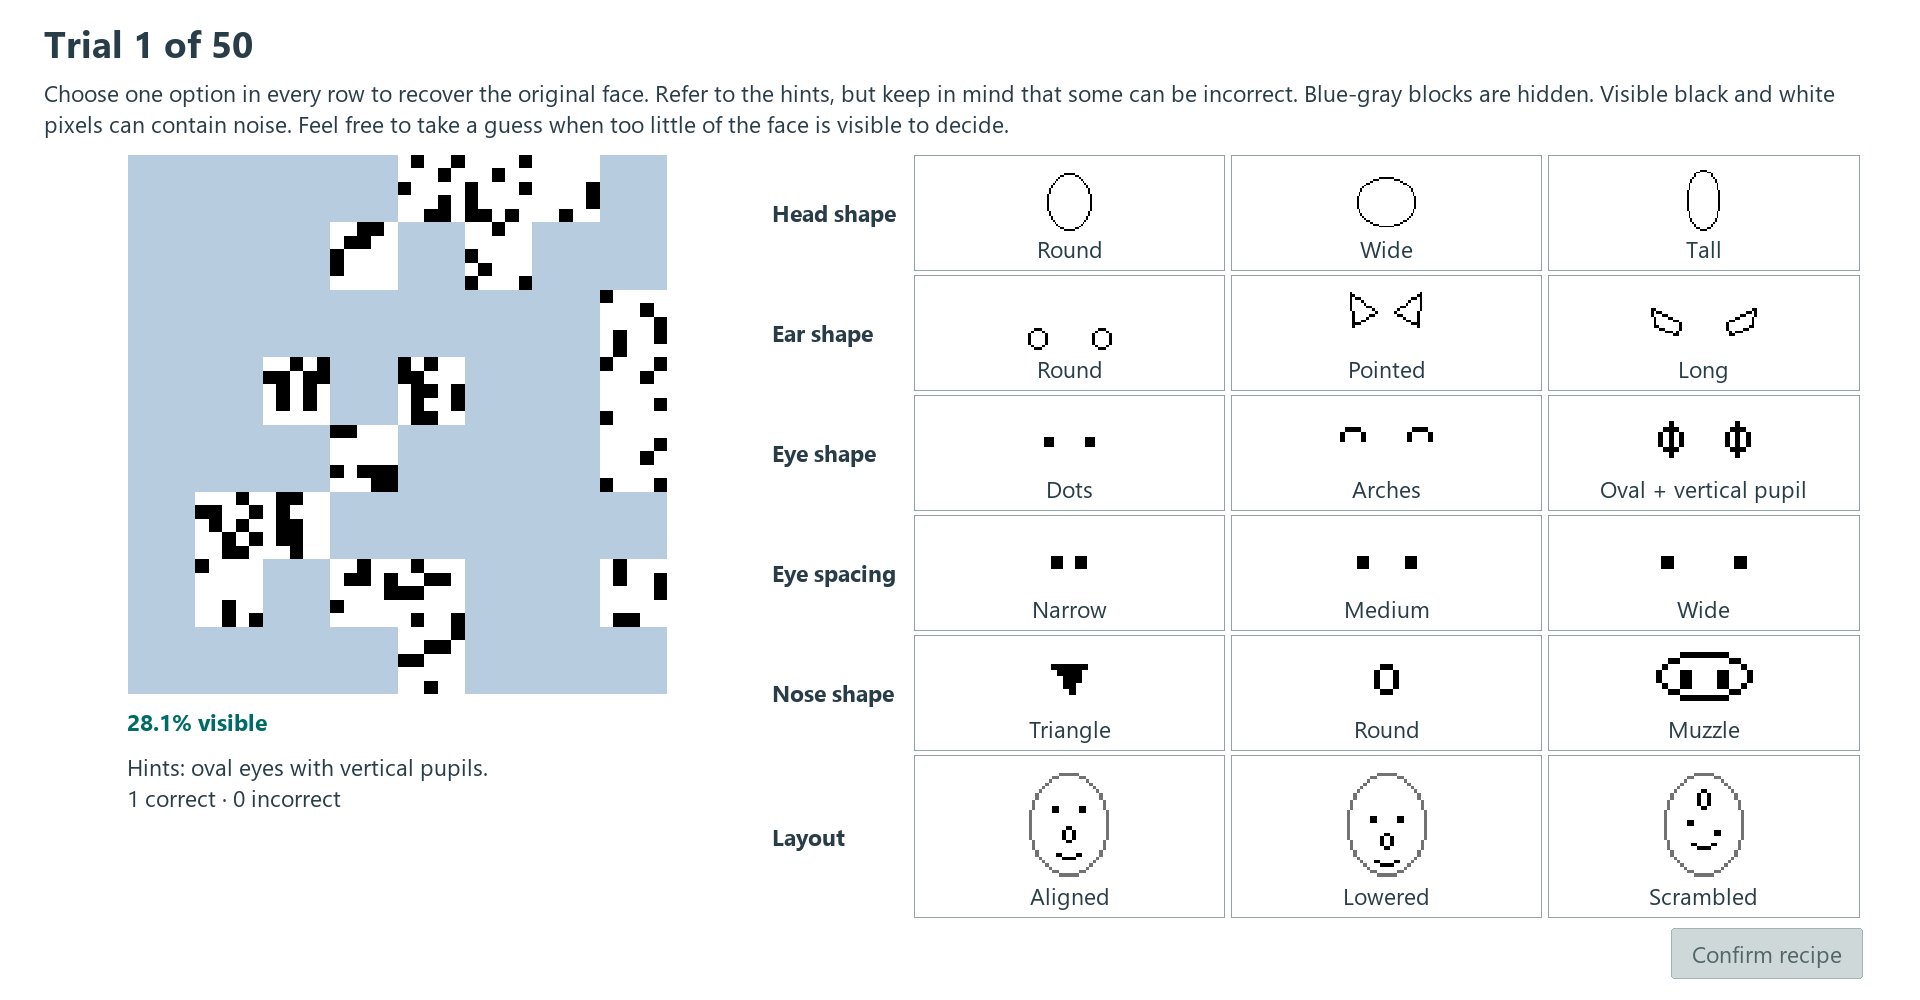 Trial 1 of 50
Choose one option in every row to recover the original face. Refer to the hints, but keep in mind that some can be incorrect. Blue-gray blocks are hidden. Visible black and white
pixels can contain noise. Feel free to take a guess when too little of the face is visible to decide.
Head shape
Round
Wide
Tall
Ear shape
Round
Pointed
Long
Eye shape
Dots
Arches
Oval + vertical pupil
Eye spacing
Narrow
Medium
Wide
Nose shape
Triangle
Round
Muzzle
Layout
Aligned
Lowered
Scrambled
28.1% visible
Hints: oval eyes with vertical pupils.
1 correct · 0 incorrect
Confirm recipe